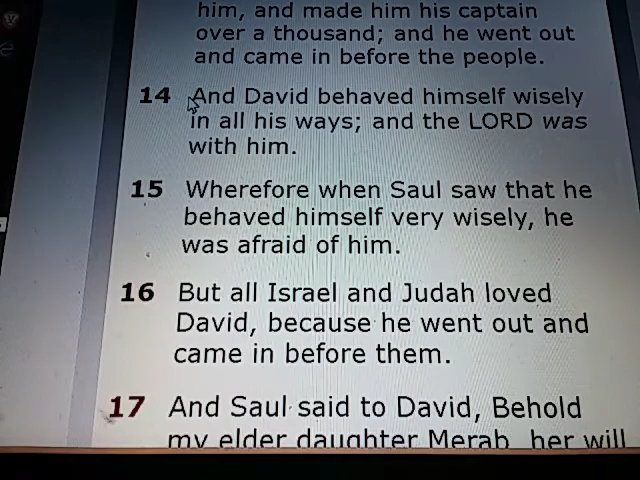 him, and made him his captain
over a thousand; and he went out
and came in before the people.
14 And David behaved himself wisely
in all his ways; and the LORD was
with him.
15 Wherefore when Saul saw that he
behaved himself very wisely, he
was afraid of him.
16 But all Israel and Judah loved
David, because he went out and
came in before them.
17 And Saul said to David, Behold
my elder daughter Merab, her will